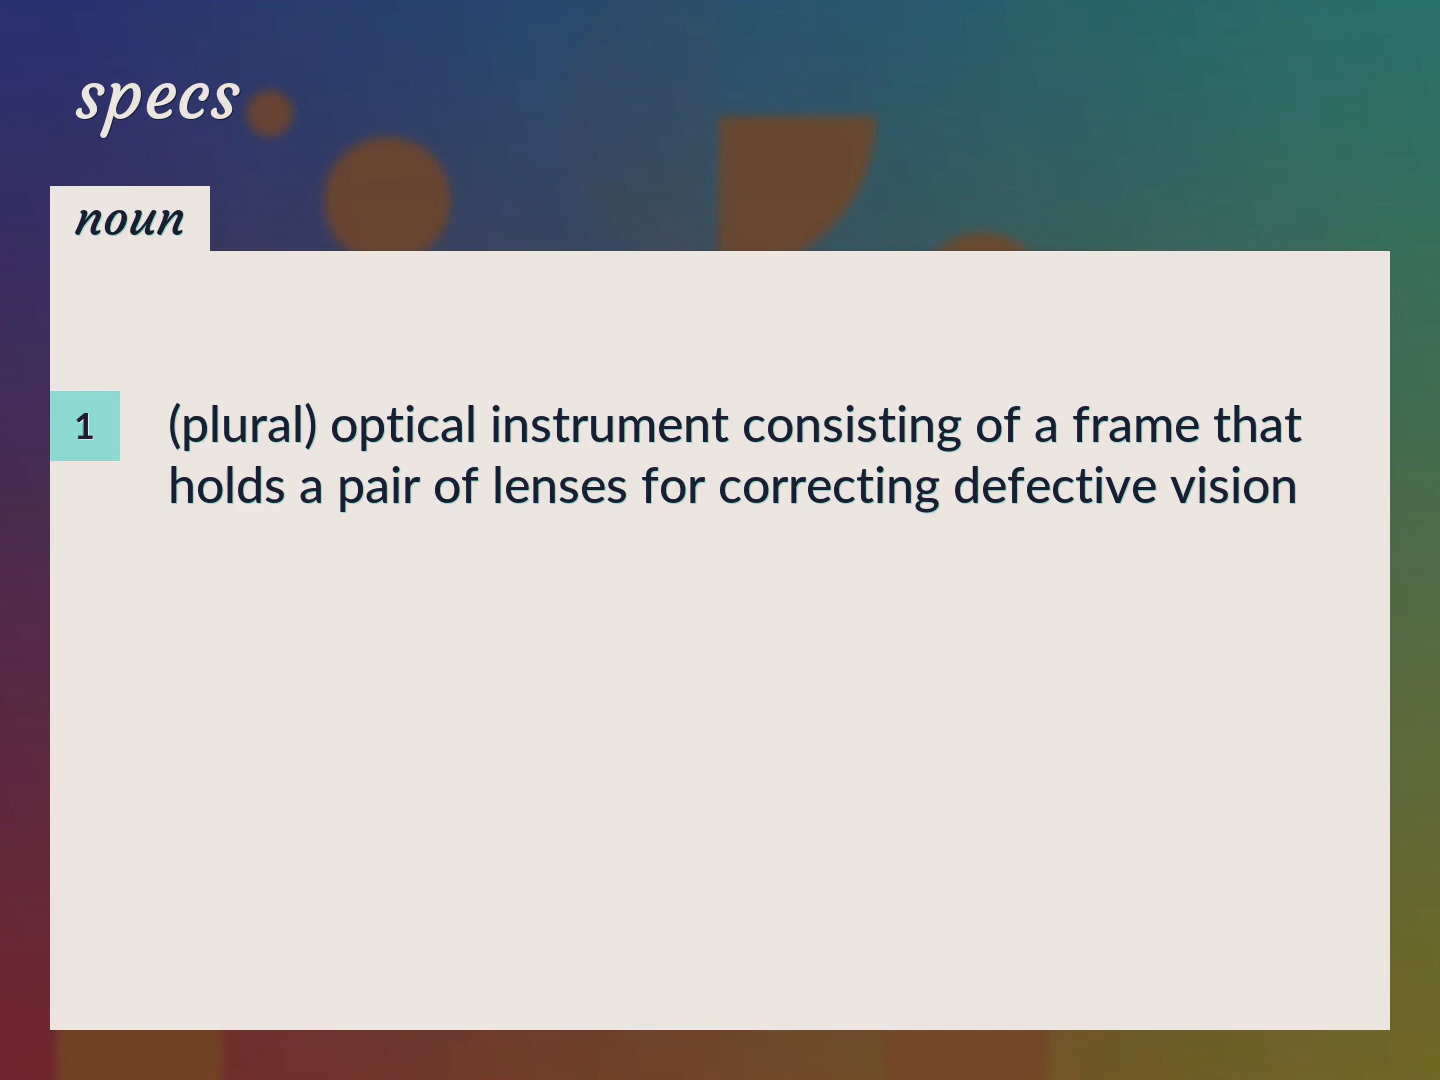 specs
noun
1
(plural) optical instrument consisting of a frame that
holds a pair of lenses for correcting defective vision